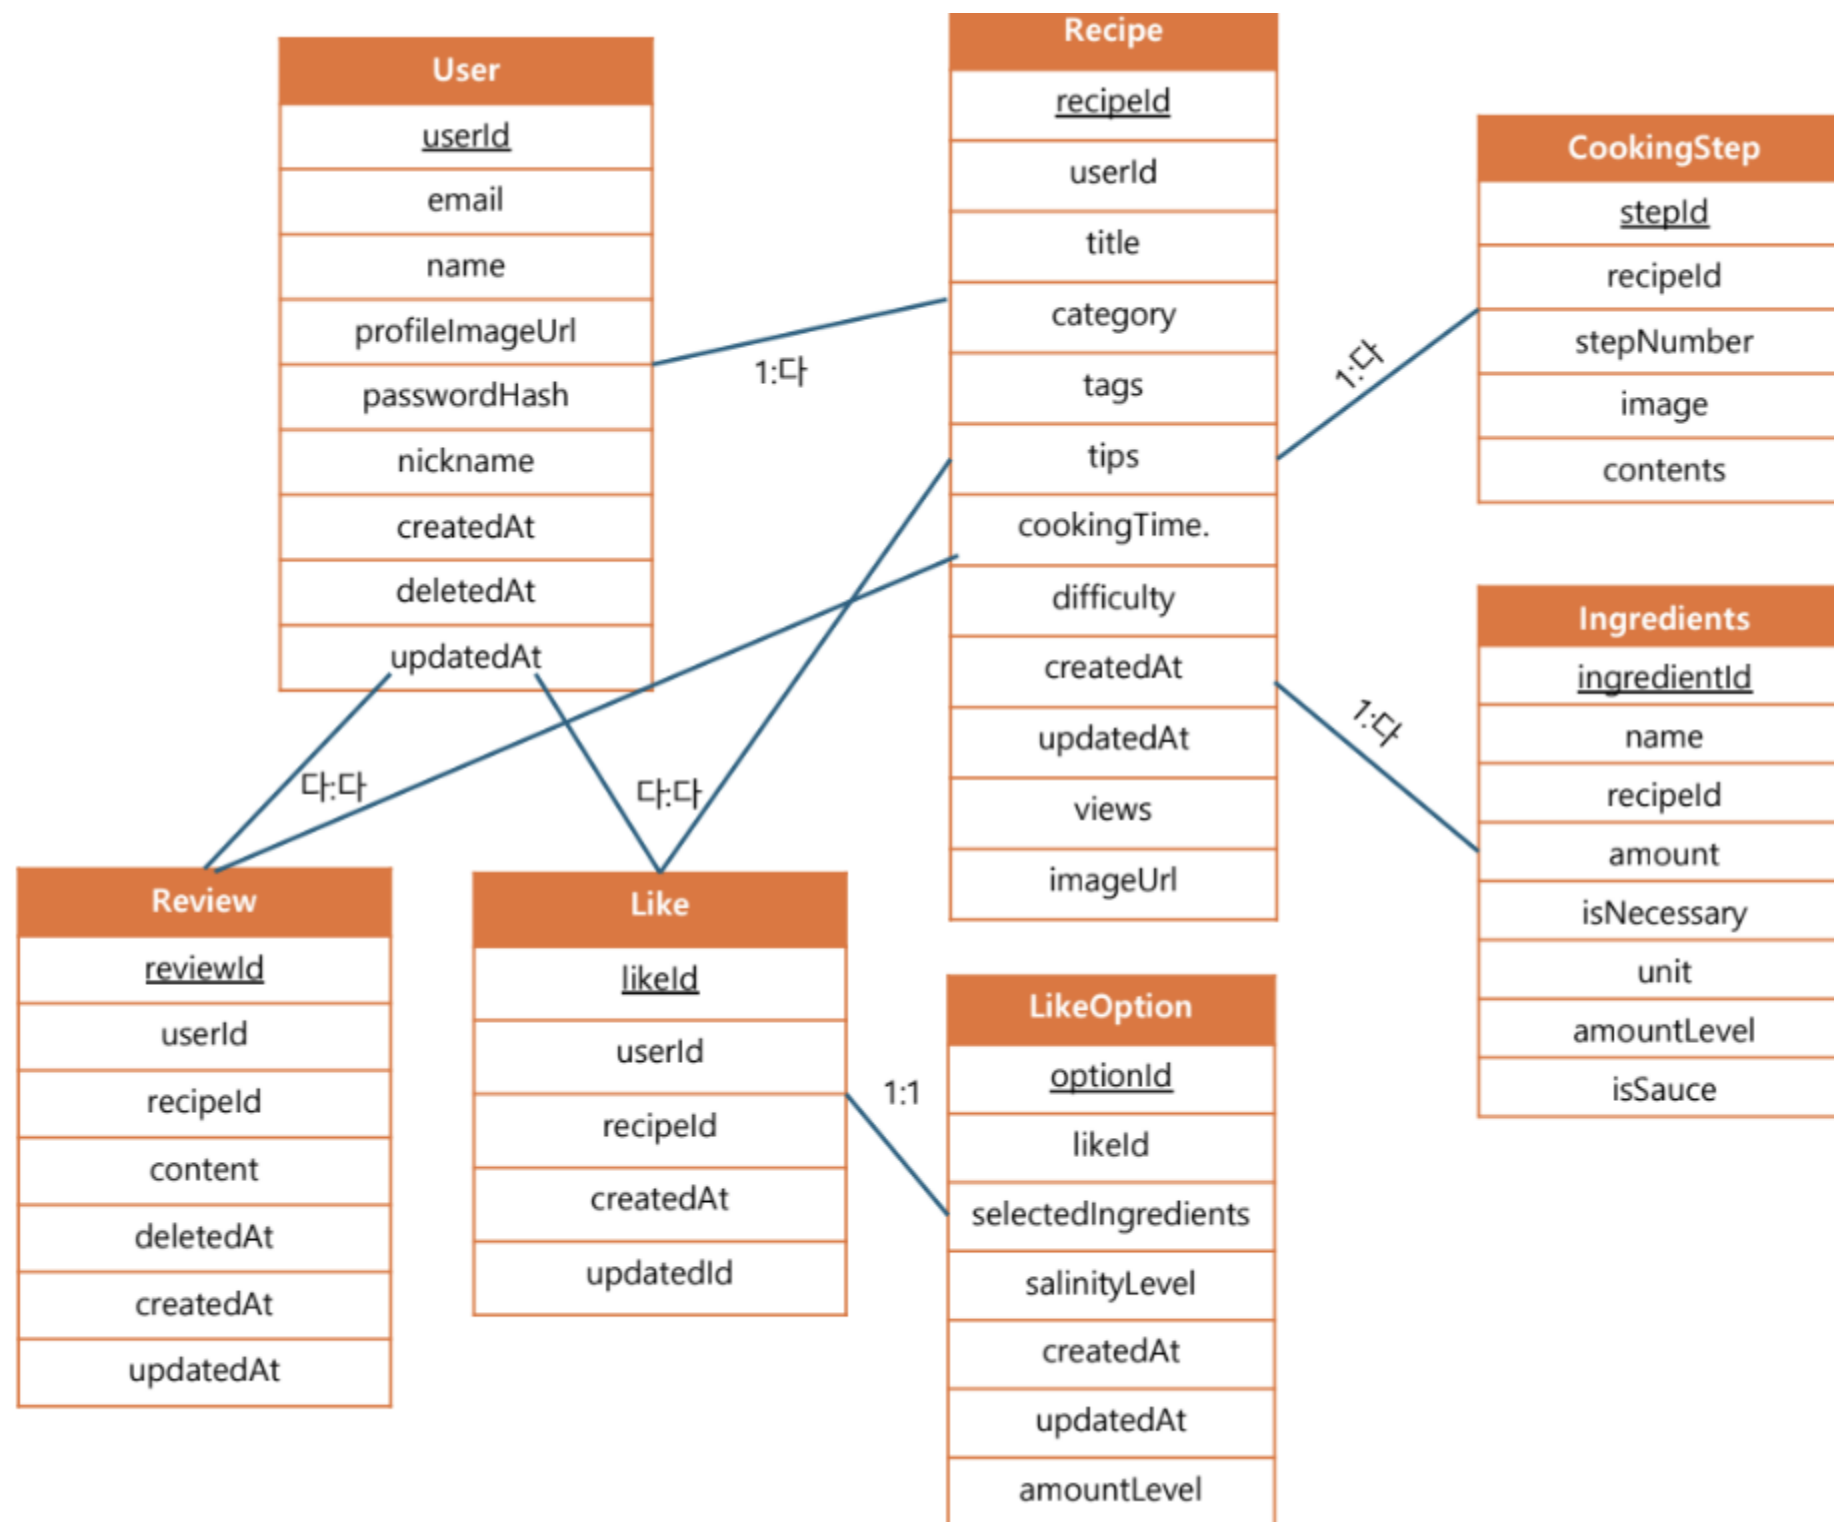 User
userId
email
name
profileImageUrl
passwordHash
nickname
createdAt
deletedAt
updatedAt
Recipe
recipeId
userId
title
category
tags
tips
cookingTime.
difficulty
createdAt
updatedAt
views
imageUrl
CookingStep
stepId
recipeId
stepNumber
image
contents
Ingredients
ingredientId
name
recipeId
amount
isNecessary
unit
amountLevel
isSauce
1:다
1:다
1:다
다:다
다:다
Review
reviewId
userId
recipeId
content
deletedAt
createdAt
updatedAt
Like
likeId
userId
recipeId
createdAt
updatedId
1:1
LikeOption
optionId
likeId
selectedIngredients
salinityLevel
createdAt
updatedAt
amountLevel